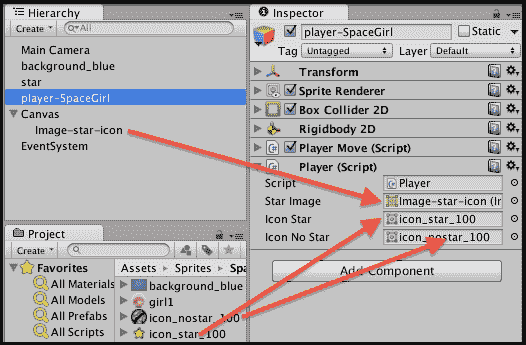 Hierarchy
Create
All
Main Camera
background_blue
star
player-SpaceGirl
Canvas
Image-star-icon
EventSystem
Project
Create
Favorites
All Materials
All Models
All Prefabs
All Scripts
Assets Sprites Spa
background_blue
girl1
icon_nostar_100
icon_star_100
Inspector
player-SpaceGirl
Static
Tag Untagged Layer Default
Transform
Sprite Renderer
Box Collider 2D
Rigidbody 2D
Player Move (Script)
Player (Script)
Script Player
Star Image Image-star-icon (Im
Icon Star icon_star_100
Icon No Star icon_nostar_100
Add Component